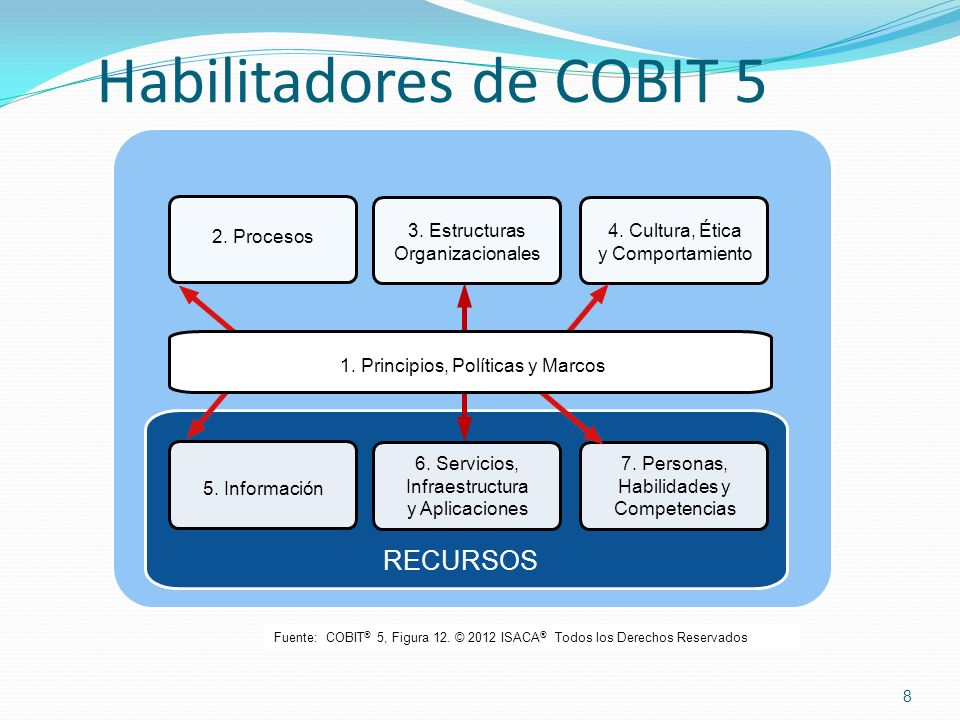 Habilitadores de COBIT 5
2. Procesos
3. Estructuras
Organizacionales
4. Cultura, Ética
y Comportamiento
1. Principios, Políticas y Marcos
5. Información
6. Servicios,
Infraestructura
y Aplicaciones
7. Personas,
Habilidades y
Competencias
RECURSOS
Fuente: COBIT® 5, Figura 12. © 2012 ISACA® Todos los Derechos Reservados
8